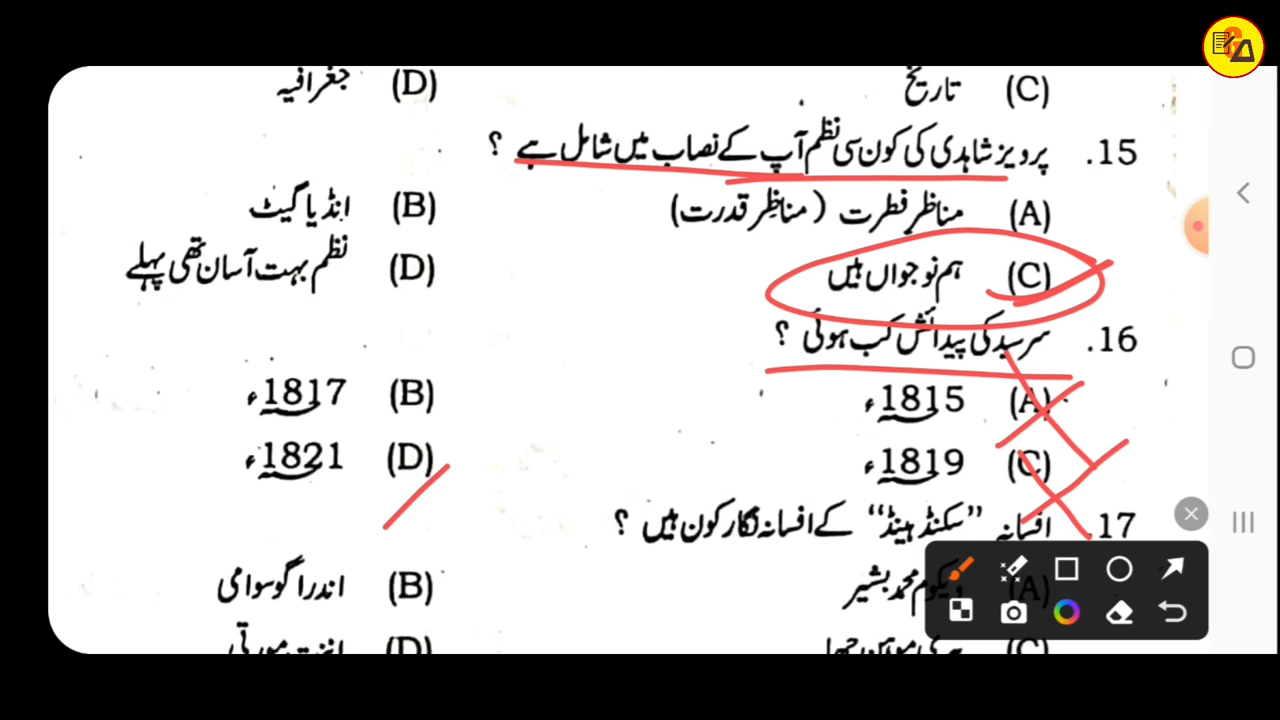 (C) تاریخ (D) جغرافیہ
15. پرویز شاہدی کی کون سی نظم آپ کے نصاب میں شامل ہے ؟
(A) مناظر فطرت ( مناظِر قدرت) (B) انڈیا گیٹ
(C) ہم نوجواں ہیں (D) نظم بہت آسان تھی پہلے
16. سرسید کی پیدائش کب ہوئی ؟
(A) 1815ء (B) 1817ء
(C) 1819ء (D) 1821ء
17. افسانہ ”سکنڈ ہینڈ“ کے افسانہ نگار کون ہیں ؟
(A) ویکوم محمد بشیر (B) اندرا گوسوامی
(C) (D)